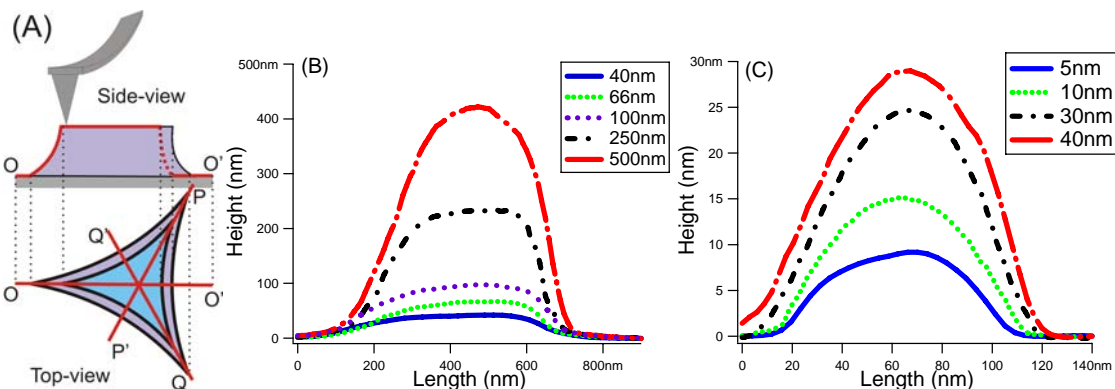 (A)
Side-view
O
O'
P
Q'
O
O'
P'
Q
Top-view
(B)
500nm
400
300
200
100
0
Height (nm)
0
200
400
600
800nm
Length (nm)
40nm
66nm
100nm
250nm
500nm
(C)
30nm
25
20
15
10
5
0
Height (nm)
0
20
40
60
80
100
120
140nm
Length (nm)
5nm
10nm
30nm
40nm